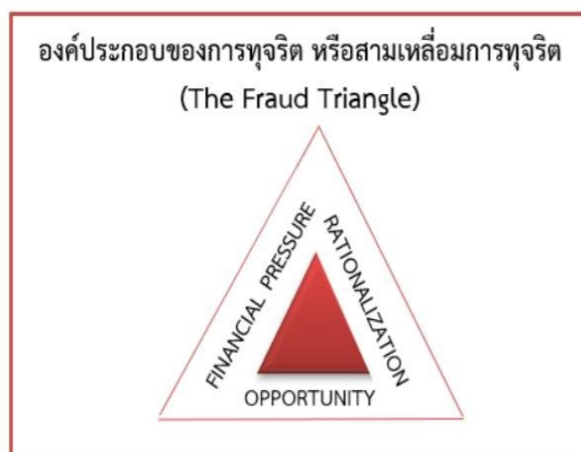 องค์ประกอบของการทุจริต หรือสามเหลื่อมการทุจริต
(The Fraud Triangle)
FINANCIAL PRESSURE
RATIONALIZATION
OPPORTUNITY